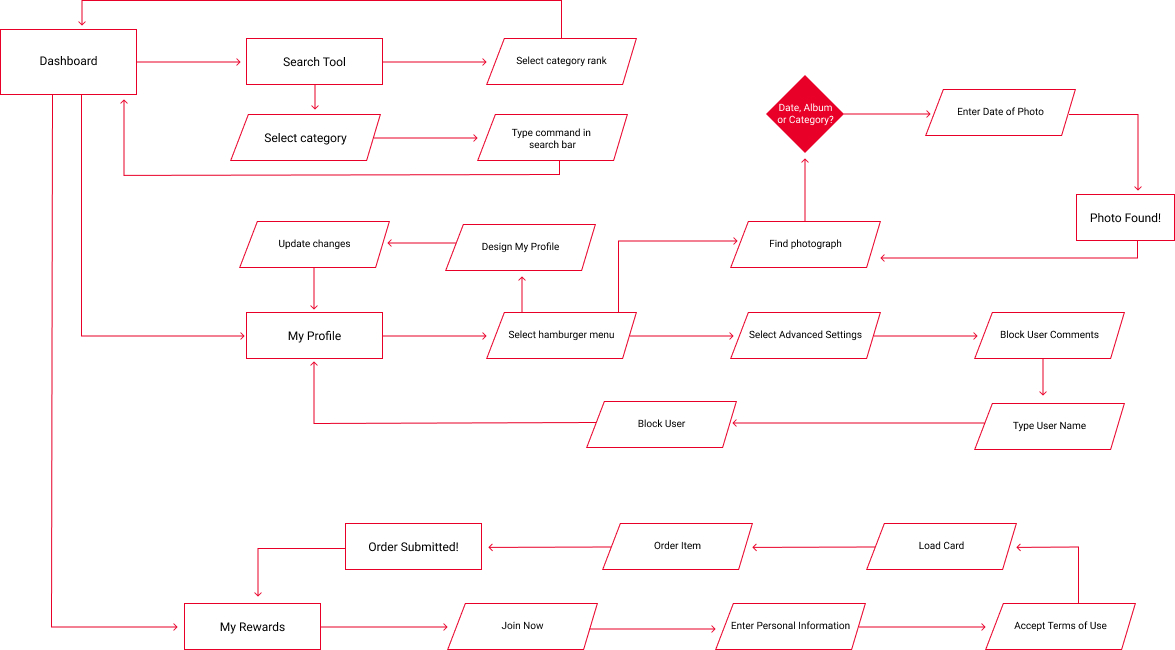 Dashboard
Search Tool
Select category rank
Select category
Type command in
search bar
Date, Album
or Category?
Enter Date of Photo
Photo Found!
Find photograph
Update changes
Design My Profile
My Profile
Select hamburger menu
Select Advanced Settings
Block User Comments
Block User
Type User Name
Order Submitted!
Order Item
Load Card
My Rewards
Join Now
Enter Personal Information
Accept Terms of Use